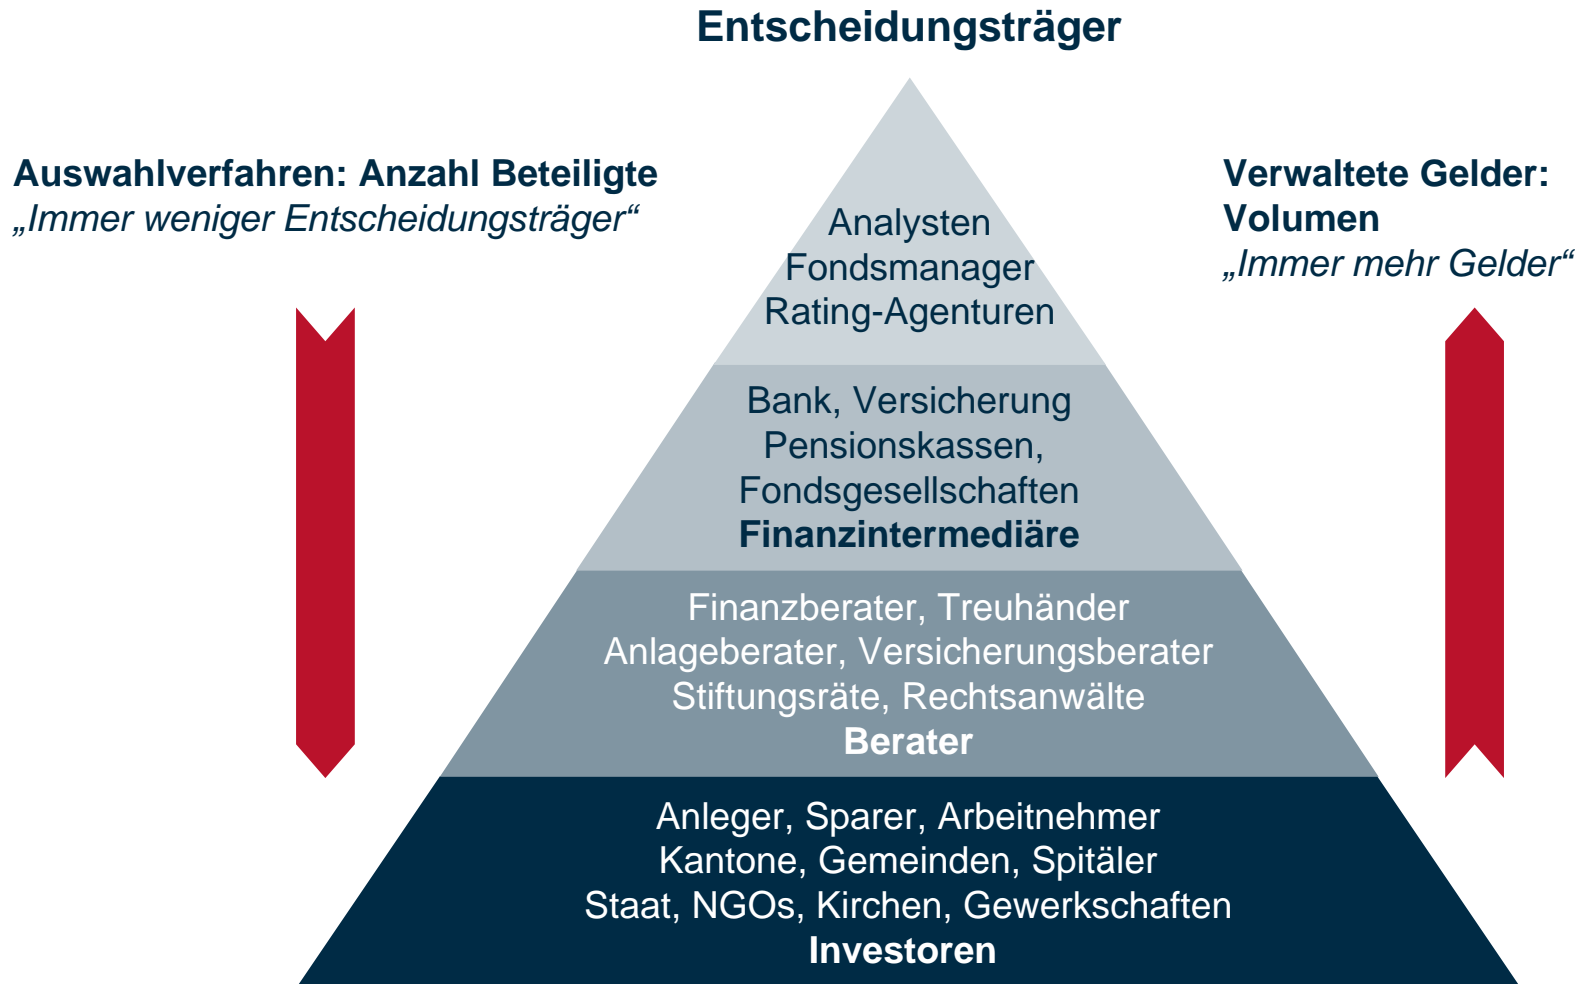 Entscheidungsträger
Auswahlverfahren: Anzahl Beteiligte
„Immer weniger Entscheidungsträger“
Verwaltete Gelder:
Volumen
„Immer mehr Gelder“
Analysten
Fondsmanager
Rating-Agenturen
Bank, Versicherung
Pensionskassen,
Fondsgesellschaften
Finanzintermediäre
Finanzberater, Treuhänder
Anlageberater, Versicherungsberater
Stiftungsräte, Rechtsanwälte
Berater
Anleger, Sparer, Arbeitnehmer
Kantone, Gemeinden, Spitäler
Staat, NGOs, Kirchen, Gewerkschaften
Investoren